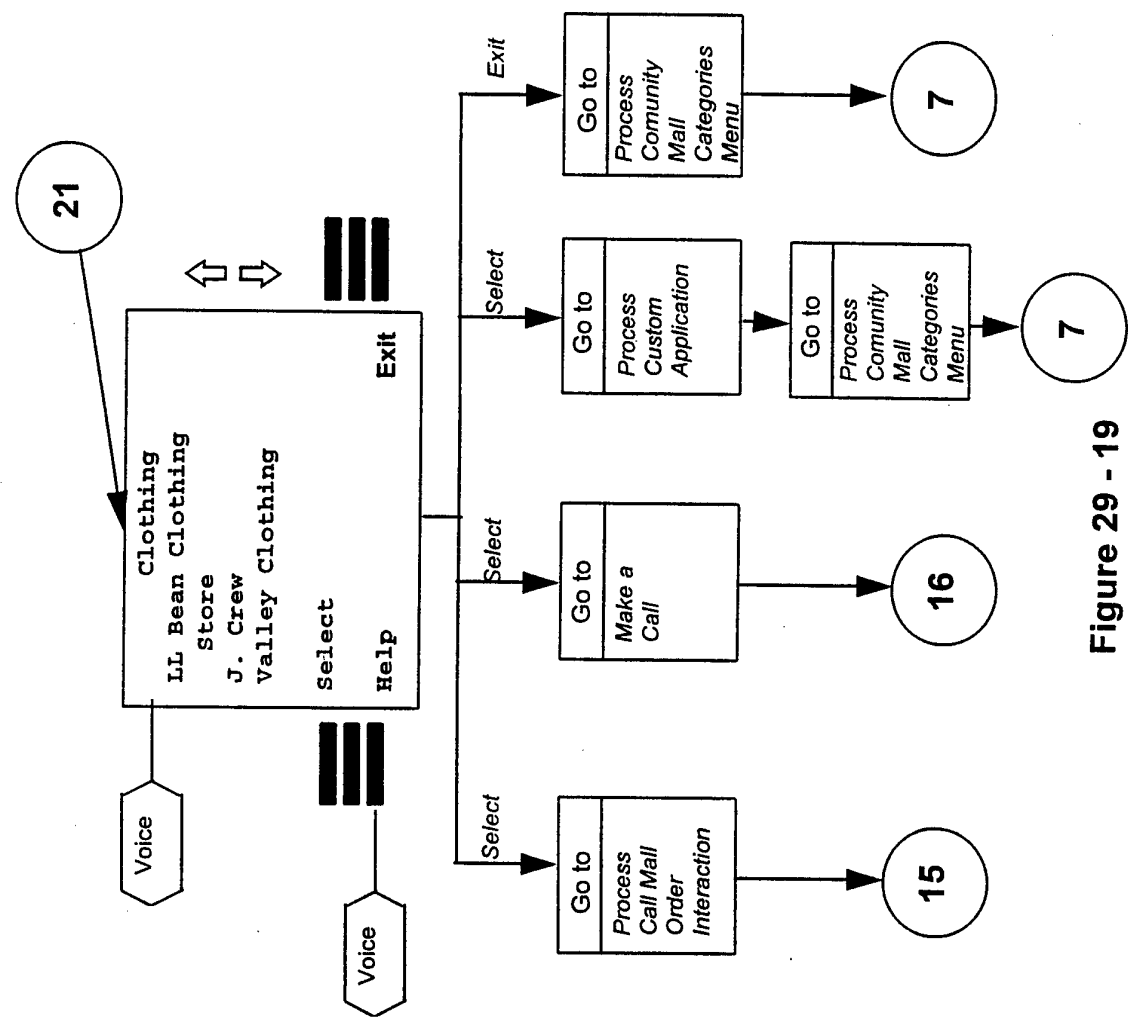 21
Voice
Clothing
LL Bean Clothing
Store
J. Crew
Valley Clothing
Select
Help
Exit
Voice
Select
Select
Select
Exit
Go to
Process
Call Mall
Order
Interaction
15
Go to
Make a
Call
16
Go to
Process
Custom
Application
Go to
Process
Comunity
Mall
Categories
Menu
7
Go to
Process
Comunity
Mall
Categories
Menu
7
Figure 29 - 19